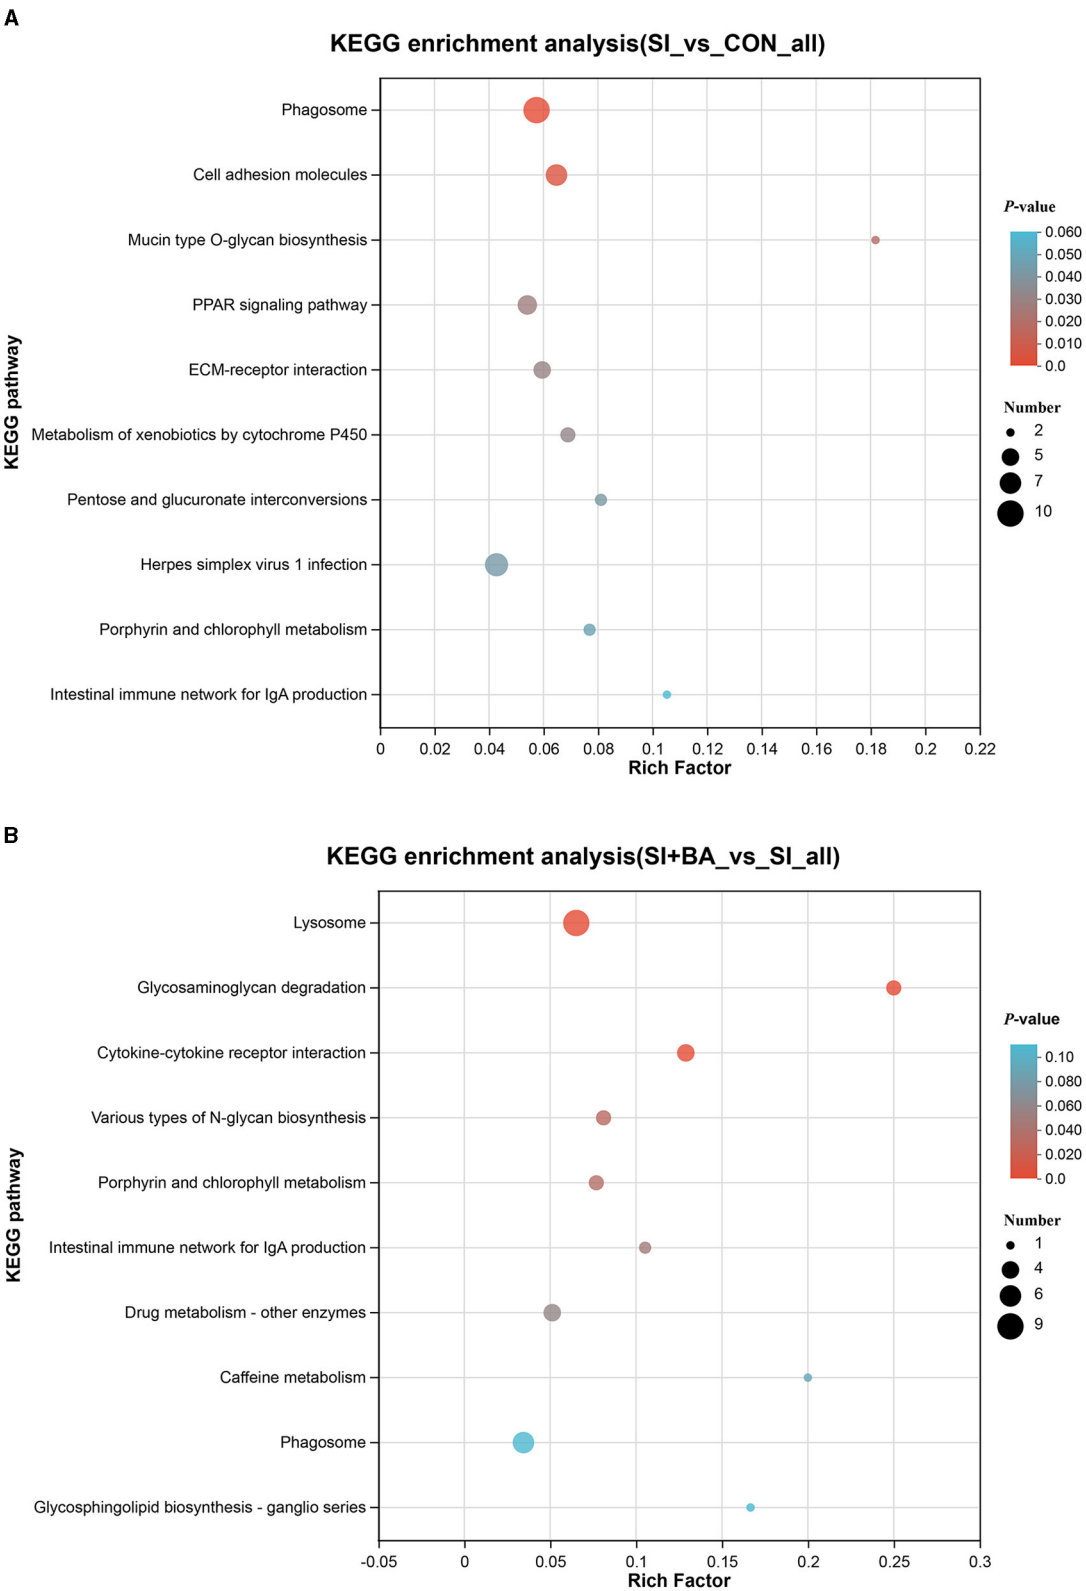 A
KEGG enrichment analysis(SI_vs_CON_all)
KEGG pathway
Phagosome
Cell adhesion molecules
Mucin type O-glycan biosynthesis
PPAR signaling pathway
ECM-receptor interaction
Metabolism of xenobiotics by cytochrome P450
Pentose and glucuronate interconversions
Herpes simplex virus 1 infection
Porphyrin and chlorophyll metabolism
Intestinal immune network for IgA production
0 0.02 0.04 0.06 0.08 0.1 0.12 0.14 0.16 0.18 0.2 0.22
Rich Factor
P-value
0.060
0.050
0.040
0.030
0.020
0.010
0.0
Number
2
5
7
10
B
KEGG enrichment analysis(SI+BA_vs_SI_all)
KEGG pathway
Lysosome
Glycosaminoglycan degradation
Cytokine-cytokine receptor interaction
Various types of N-glycan biosynthesis
Porphyrin and chlorophyll metabolism
Intestinal immune network for IgA production
Drug metabolism - other enzymes
Caffeine metabolism
Phagosome
Glycosphingolipid biosynthesis - ganglio series
-0.05 0 0.05 0.1 0.15 0.2 0.25 0.3
Rich Factor
P-value
0.10
0.080
0.060
0.040
0.020
0.0
Number
1
4
6
9